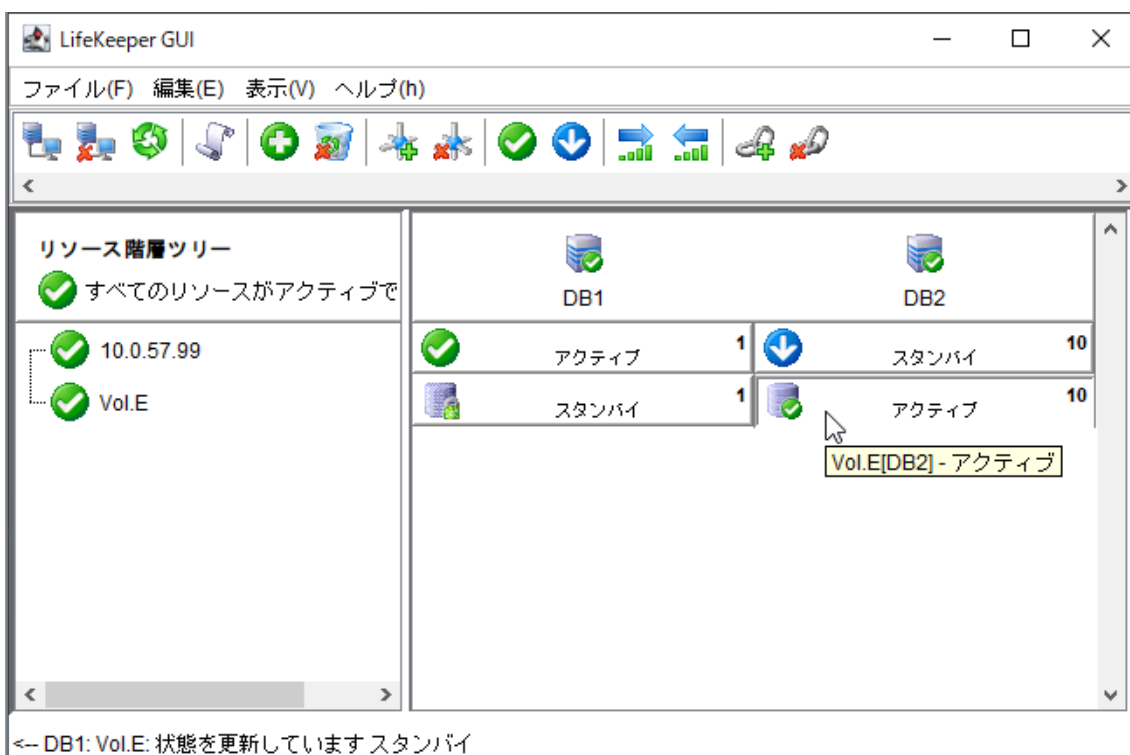 LifeKeeper GUI
ファイル(F) 編集(E) 表示(V) ヘルプ(h)
リソース階層ツリー
すべてのリソースがアクティブで
DB1 DB2
10.0.57.99 アクティブ 1 スタンバイ 10
Vol.E スタンバイ 1 アクティブ 10
Vol.E[DB2] - アクティブ
<-- DB1: Vol.E: 状態を更新しています スタンバイ